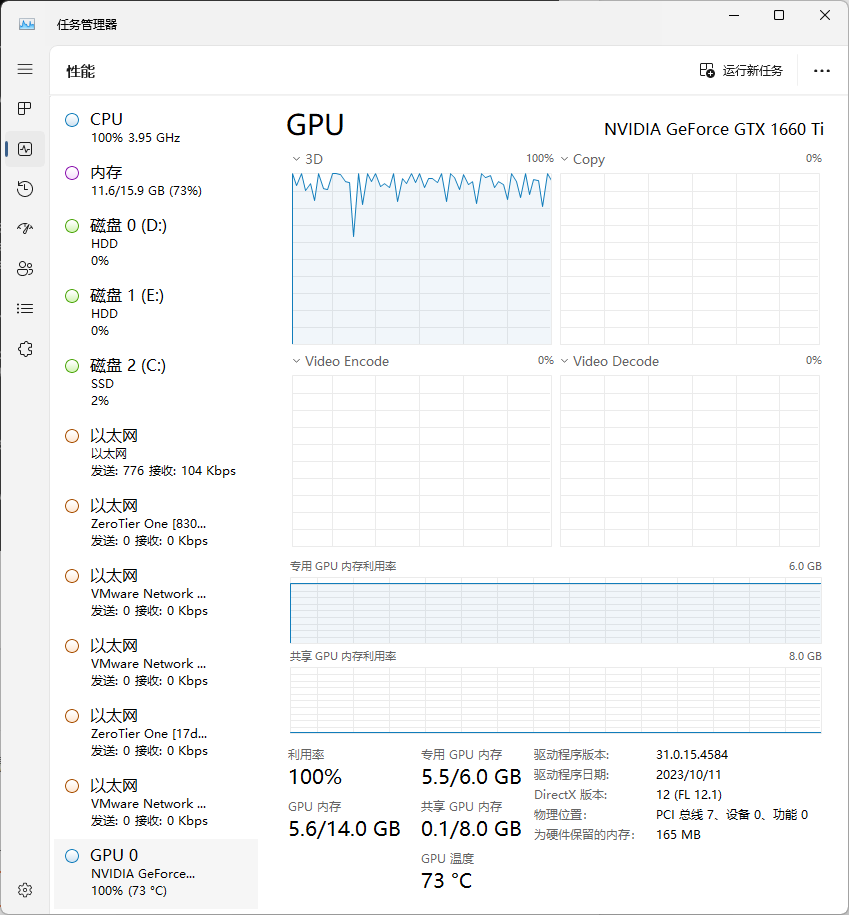 任务管理器
性能
运行新任务
CPU
100% 3.95 GHz
内存
11.6/15.9 GB (73%)
磁盘 0 (D:)
HDD
0%
磁盘 1 (E:)
HDD
0%
磁盘 2 (C:)
SSD
2%
以太网
以太网
发送: 776 接收: 104 Kbps
以太网
ZeroTier One [830...
发送: 0 接收: 0 Kbps
以太网
VMware Network ...
发送: 0 接收: 0 Kbps
以太网
VMware Network ...
发送: 0 接收: 0 Kbps
以太网
ZeroTier One [17d...
发送: 0 接收: 0 Kbps
以太网
VMware Network ...
发送: 0 接收: 0 Kbps
GPU 0
NVIDIA GeForce...
100% (73 °C)
GPU
NVIDIA GeForce GTX 1660 Ti
3D 100%
Copy 0%
Video Encode 0%
Video Decode 0%
专用 GPU 内存利用率 6.0 GB
共享 GPU 内存利用率 8.0 GB
利用率
100%
专用 GPU 内存
5.5/6.0 GB
GPU 内存
5.6/14.0 GB
共享 GPU 内存
0.1/8.0 GB
GPU 温度
73 °C
驱动程序版本: 31.0.15.4584
驱动程序日期: 2023/10/11
DirectX 版本: 12 (FL 12.1)
物理位置: PCI 总线 7、设备 0、功能 0
为硬件保留的内存: 165 MB